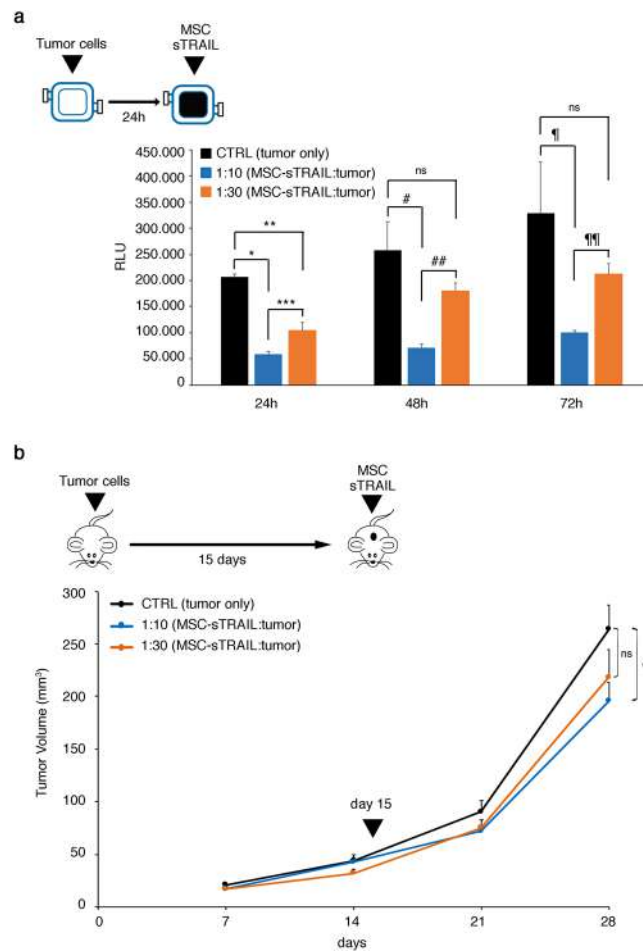 a
Tumor cells
MSC
sTRAIL
24h
450.000
400.000
350.000
300.000
250.000
200.000
150.000
100.000
50.000
0
RLU
CTRL (tumor only)
1:10 (MSC-sTRAIL:tumor)
1:30 (MSC-sTRAIL:tumor)
**
*
***
ns
#
##
ns
¶
¶¶
24h
48h
72h
b
Tumor cells
MSC
sTRAIL
15 days
300
250
200
150
100
50
0
Tumor Volume (mm³)
CTRL (tumor only)
1:10 (MSC-sTRAIL:tumor)
1:30 (MSC-sTRAIL:tumor)
day 15
ns
0
7
14
21
28
days